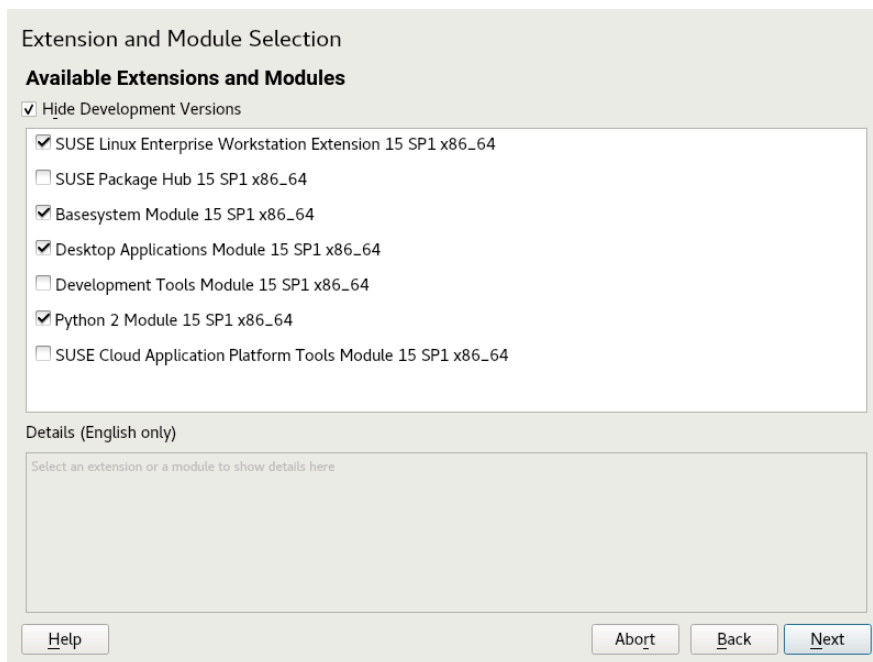 Extension and Module Selection
Available Extensions and Modules
Hide Development Versions
SUSE Linux Enterprise Workstation Extension 15 SP1 x86_64
SUSE Package Hub 15 SP1 x86_64
Basesystem Module 15 SP1 x86_64
Desktop Applications Module 15 SP1 x86_64
Development Tools Module 15 SP1 x86_64
Python 2 Module 15 SP1 x86_64
SUSE Cloud Application Platform Tools Module 15 SP1 x86_64
Details (English only)
Select an extension or a module to show details here
Help Abort Back Next